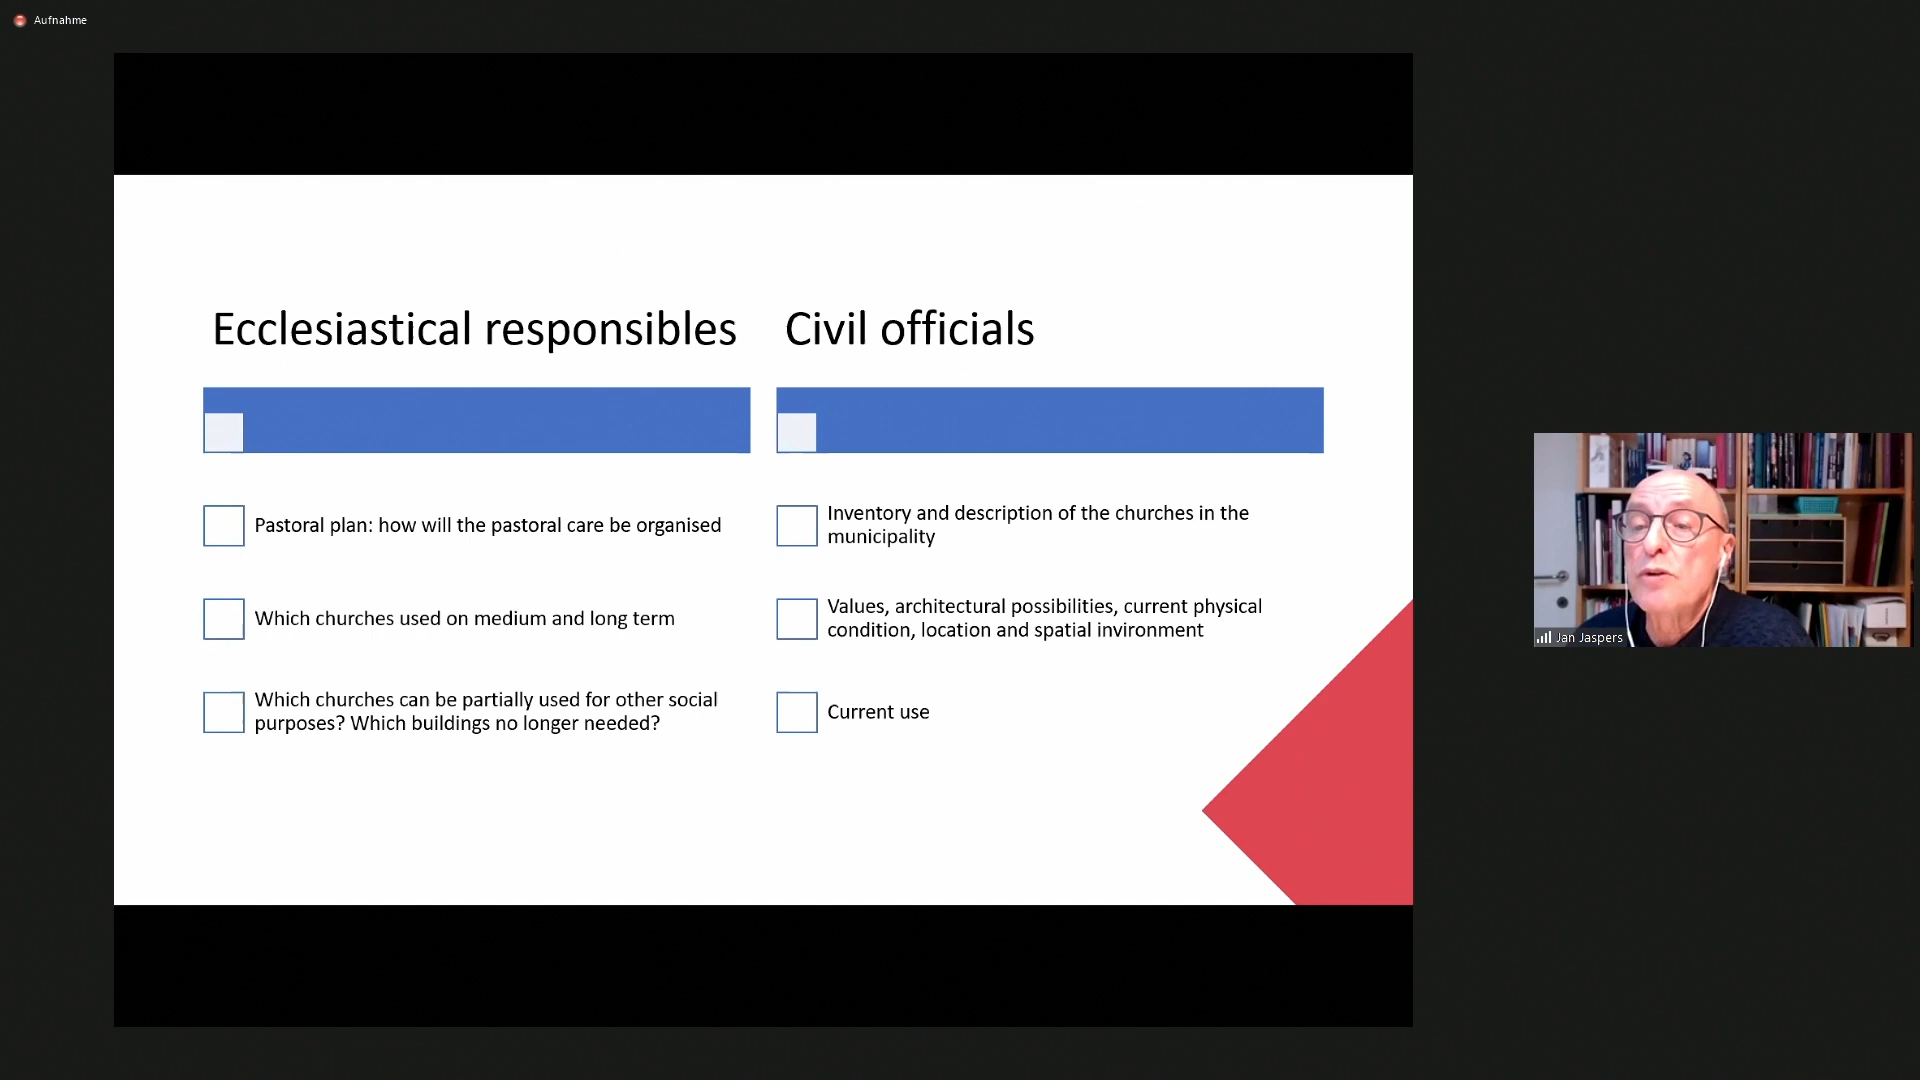 Aufnahme
Ecclesiastical responsibles
Pastoral plan: how will the pastoral care be organised
Which churches used on medium and long term
Which churches can be partially used for other social
purposes? Which buildings no longer needed?
Civil officials
Inventory and description of the churches in the
municipality
Values, architectural possibilities, current physical
condition, location and spatial invironment
Current use
Jan Jaspers